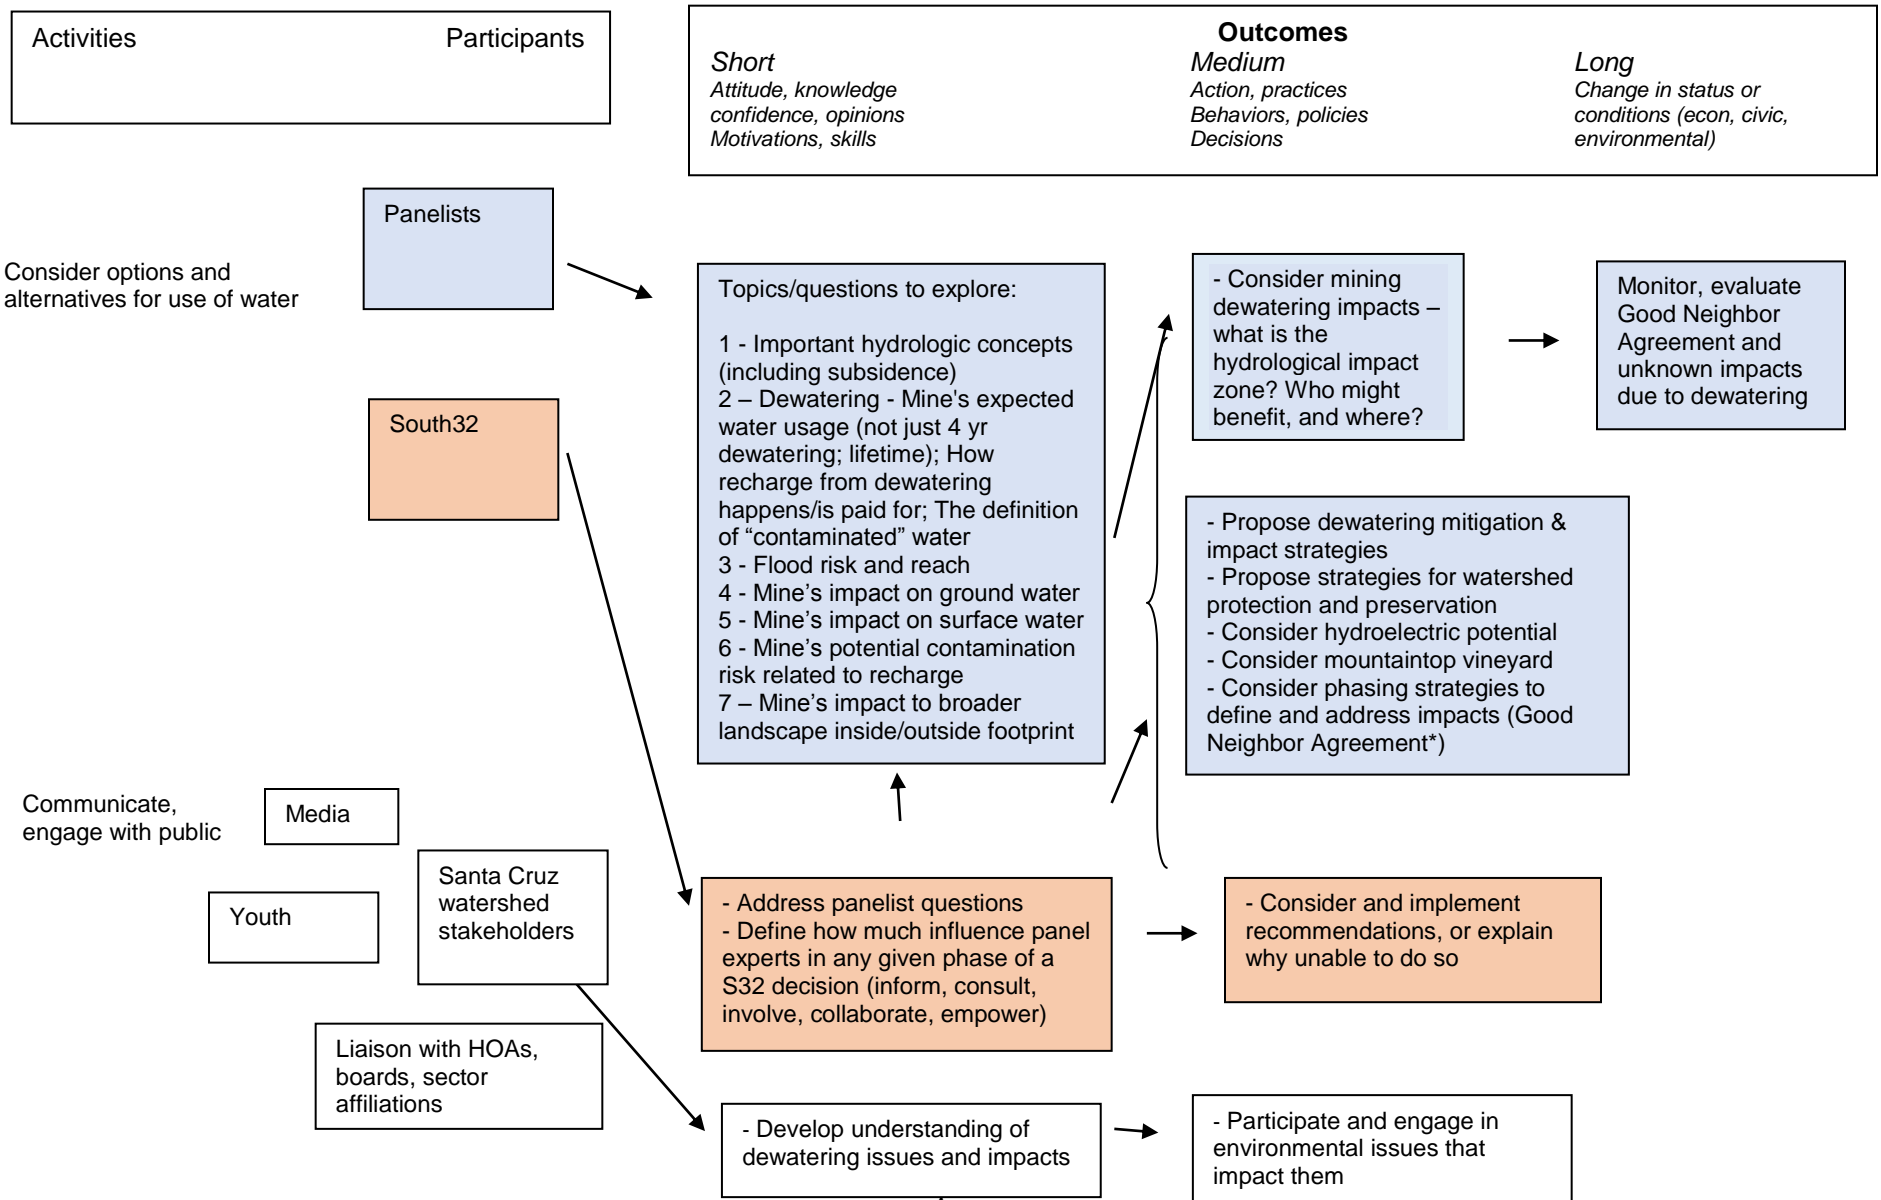 Activities Participants
Outcomes
Short Medium Long
Attitude, knowledge
confidence, opinions
Motivations, skills
Action, practices
Behaviors, policies
Decisions
Change in status or
conditions (econ, civic,
environmental)
Panelists
Consider options and
alternatives for use of water
South32
Topics/questions to explore:
1 - Important hydrologic concepts
(including subsidence)
2 – Dewatering - Mine's expected
water usage (not just 4 yr
dewatering; lifetime); How
recharge from dewatering
happens/is paid for; The definition
of “contaminated” water
3 - Flood risk and reach
4 - Mine’s impact on ground water
5 - Mine’s impact on surface water
6 - Mine’s potential contamination
risk related to recharge
7 – Mine’s impact to broader
landscape inside/outside footprint
- Consider mining
dewatering impacts –
what is the
hydrological impact
zone? Who might
benefit, and where?
Monitor, evaluate
Good Neighbor
Agreement and
unknown impacts
due to dewatering
- Propose dewatering mitigation &
impact strategies
- Propose strategies for watershed
protection and preservation
- Consider hydroelectric potential
- Consider mountaintop vineyard
- Consider phasing strategies to
define and address impacts (Good
Neighbor Agreement*)
Communicate,
engage with public
Media
Youth
Santa Cruz
watershed
stakeholders
Liaison with HOAs,
boards, sector
affiliations
- Address panelist questions
- Define how much influence panel
experts in any given phase of a
S32 decision (inform, consult,
involve, collaborate, empower)
- Consider and implement
recommendations, or explain
why unable to do so
- Develop understanding of
dewatering issues and impacts
- Participate and engage in
environmental issues that
impact them